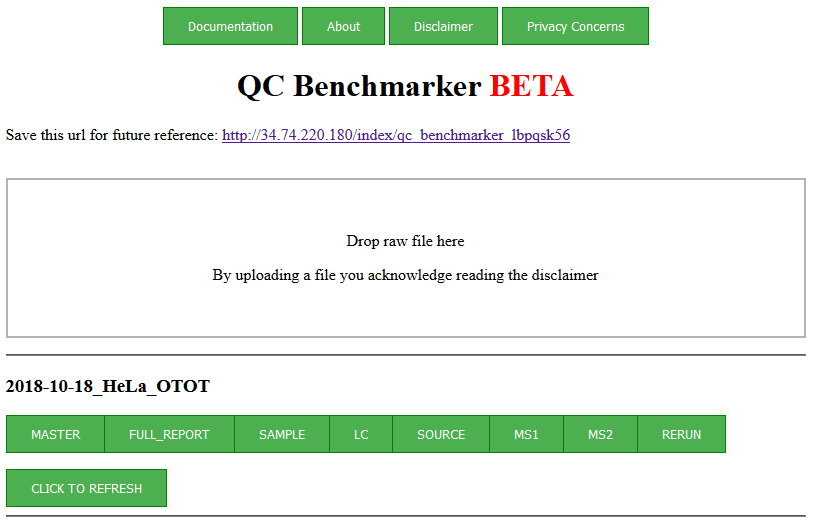 Documentation About Disclaimer Privacy Concerns
QC Benchmarker BETA
Save this url for future reference: http://34.74.220.180/index/qc_benchmarker_lbpqsk56
Drop raw file here
By uploading a file you acknowledge reading the disclaimer
2018-10-18_HeLa_OTOT
MASTER FULL_REPORT SAMPLE LC SOURCE MS1 MS2 RERUN
CLICK TO REFRESH